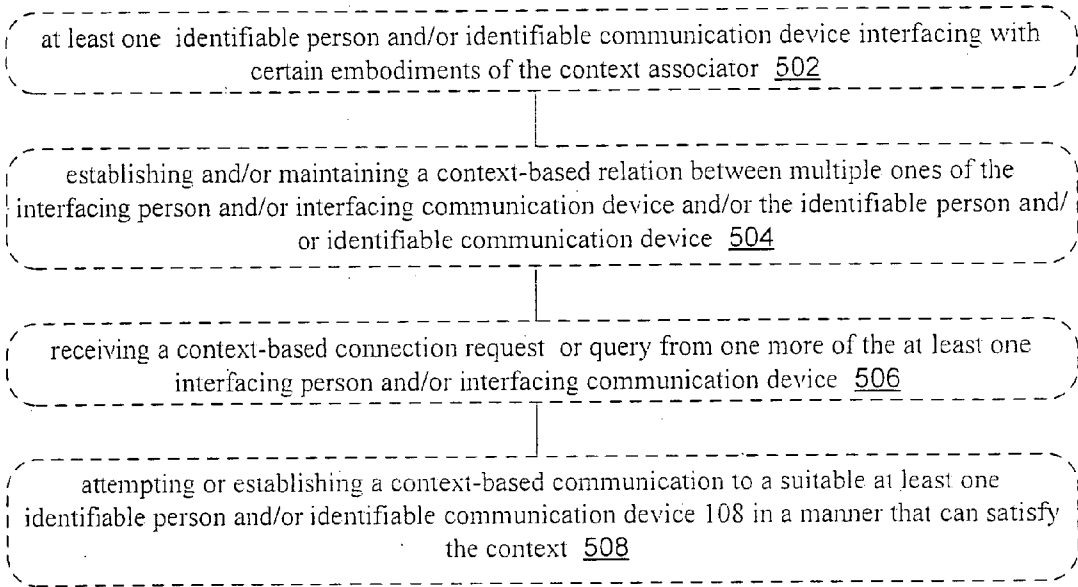 at least one identifiable person and/or identifiable communication device interfacing with
certain embodiments of the context associator 502
establishing and/or maintaining a context-based relation between multiple ones of the
interfacing person and/or interfacing communication device and/or the identifiable person and/
or identifiable communication device 504
receiving a context-based connection request or query from one more of the at least one
interfacing person and/or interfacing communication device 506
attempting or establishing a context-based communication to a suitable at least one
identifiable person and/or identifiable communication device 108 in a manner that can satisfy
the context 508